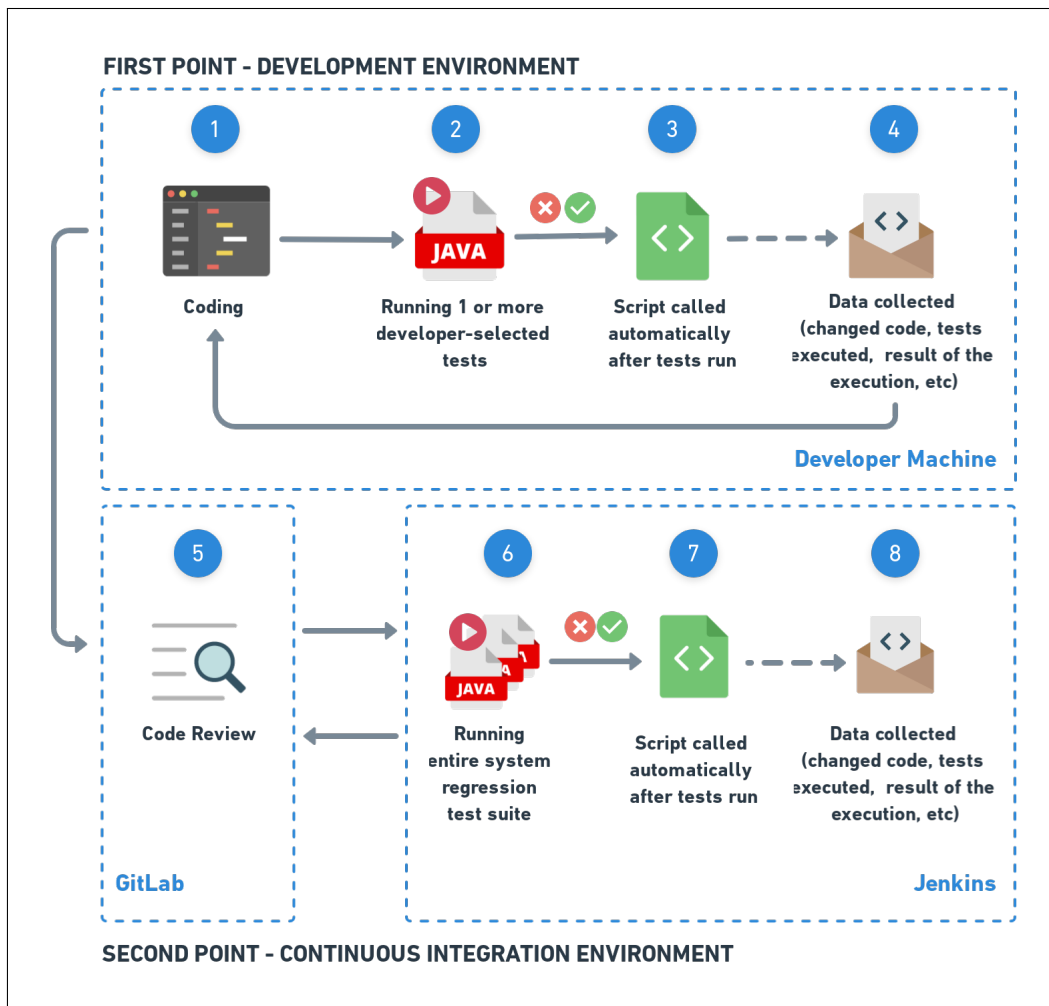 FIRST POINT - DEVELOPMENT ENVIRONMENT
1
2
3
4
JAVA
Coding
Running 1 or more
developer-selected
tests
Script called
automatically
after tests run
Data collected
(changed code, tests
executed, result of the
execution, etc)
Developer Machine
5
6
7
8
JAVA
Code Review
Running
entire system
regression
test suite
Script called
automatically
after tests run
Data collected
(changed code, tests
executed, result of the
execution, etc)
GitLab
Jenkins
SECOND POINT - CONTINUOUS INTEGRATION ENVIRONMENT